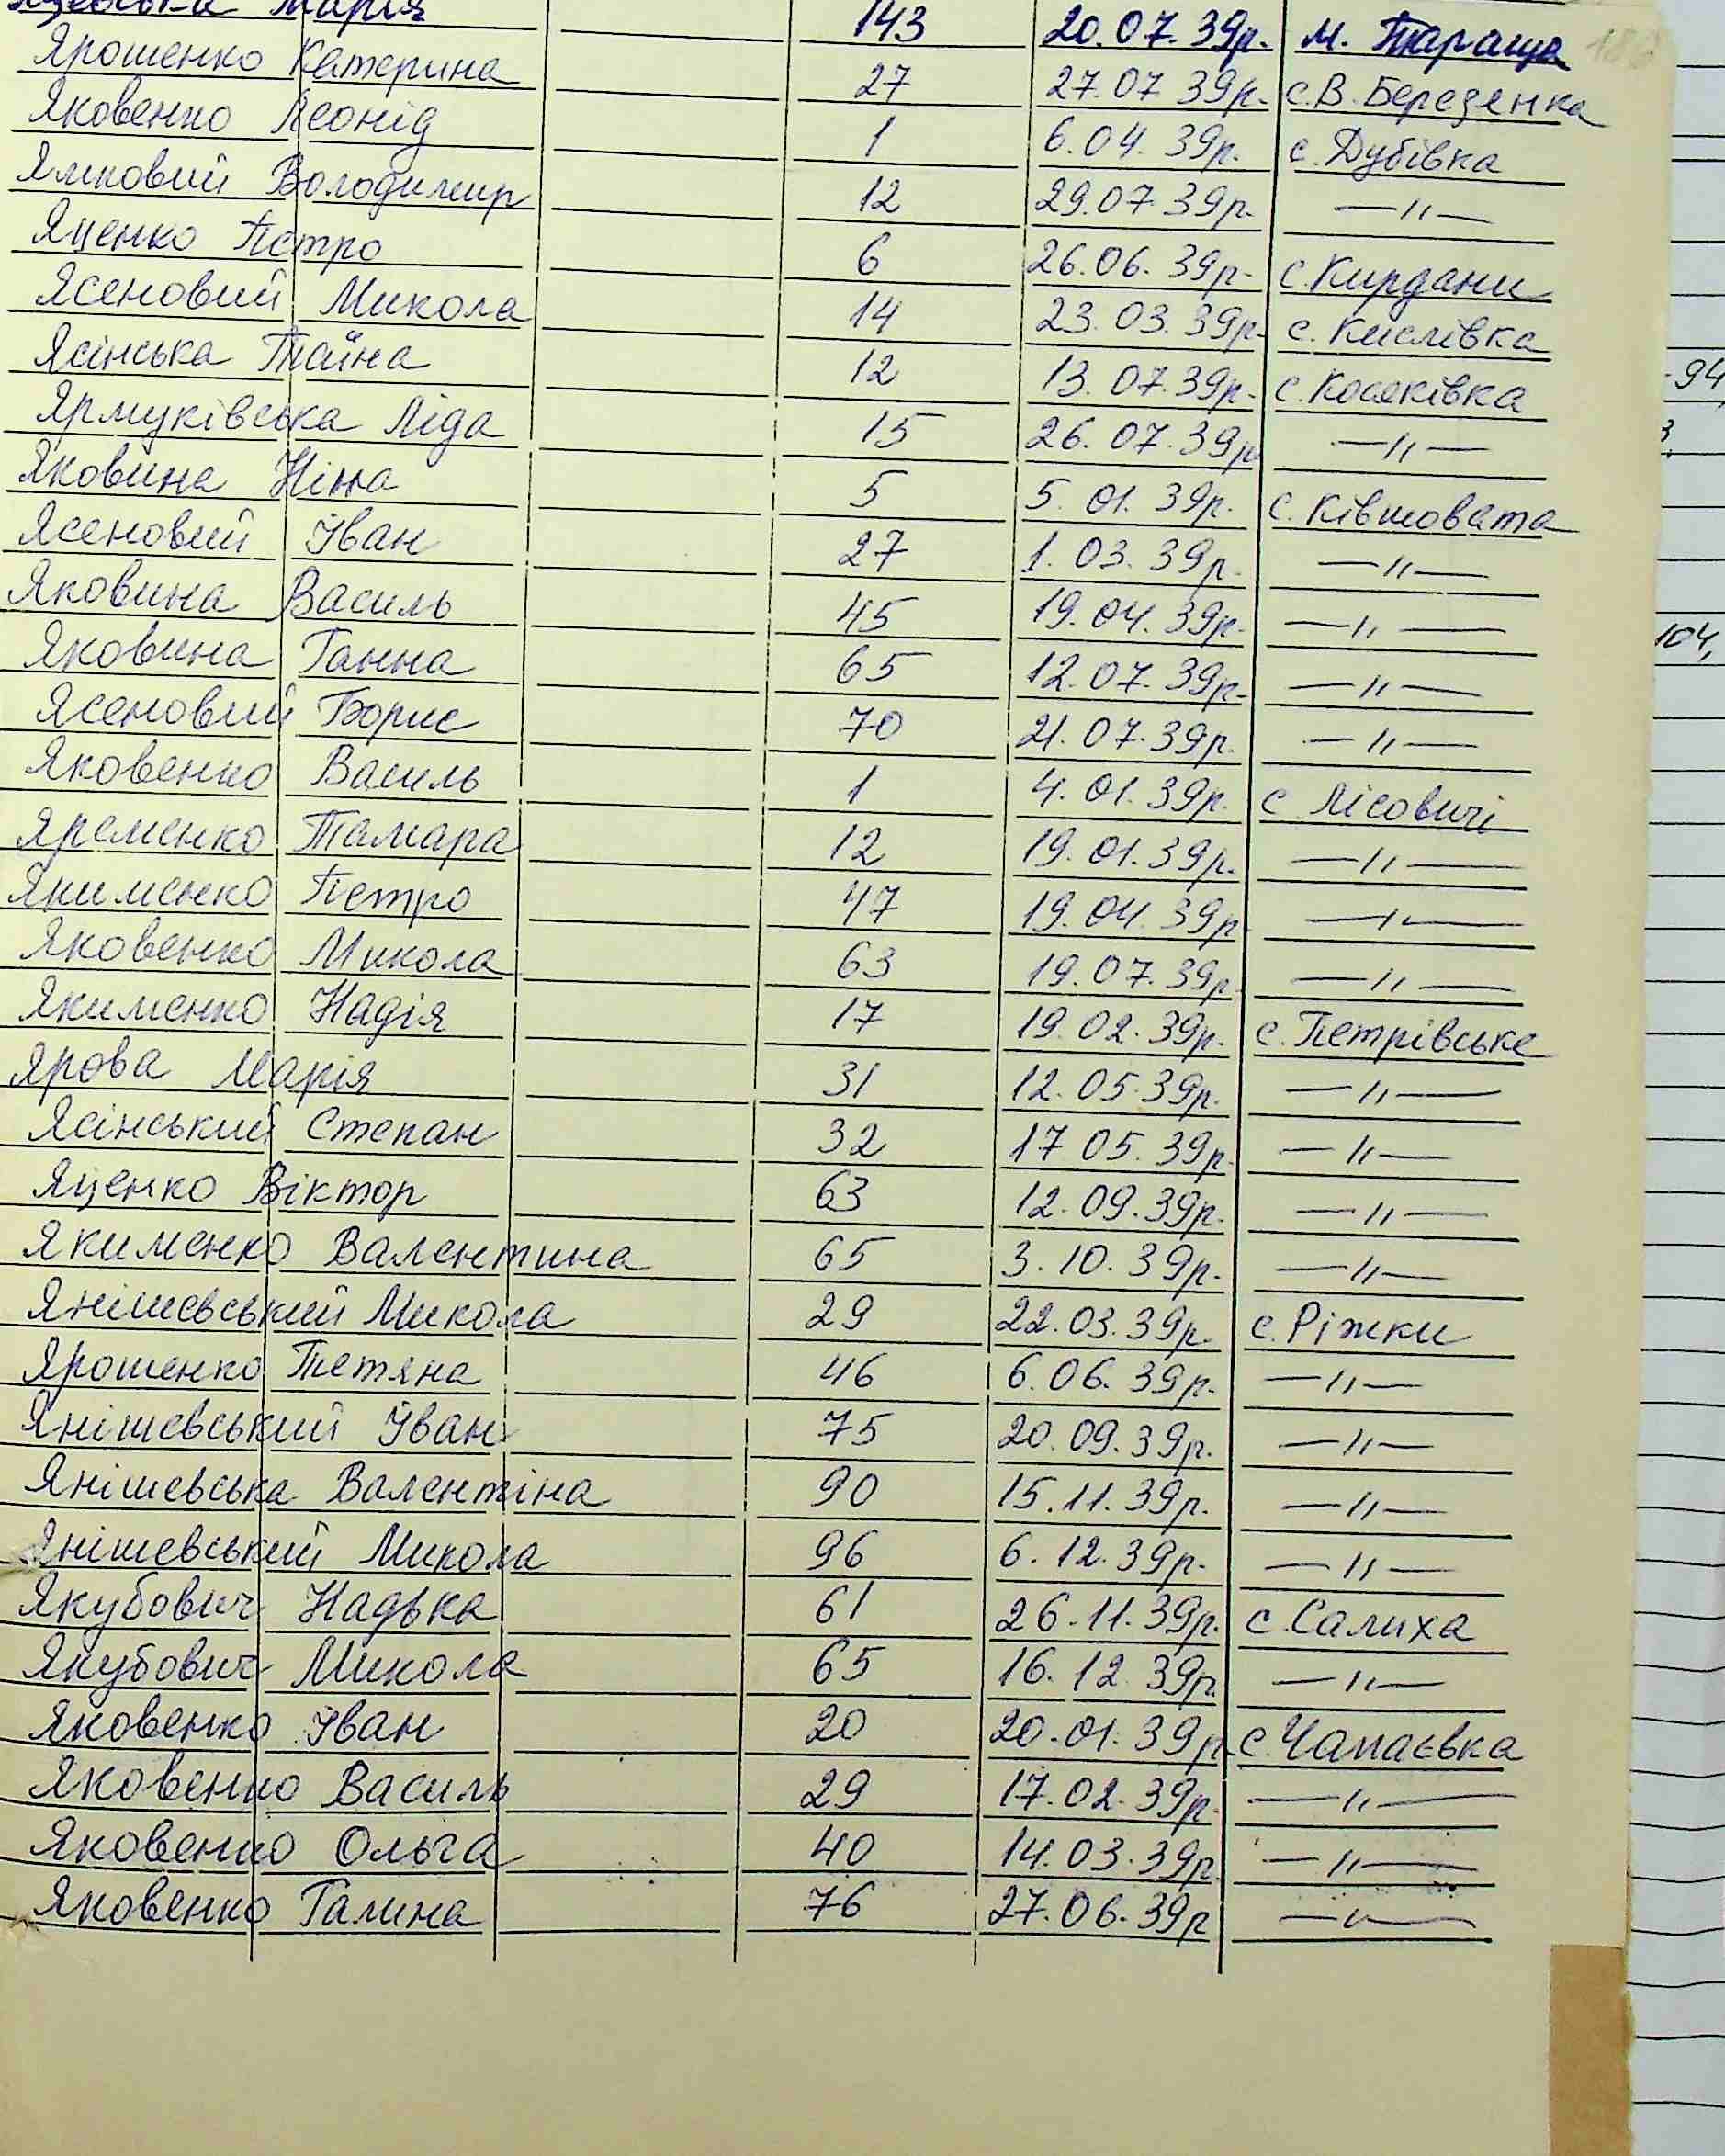 Марія 143 20.07.39р. м. Тараща
Ярошенко Катерина 27 27.07 39р. с.В.Березянка
Яковенко Леонід 1 6.04.39р. с.Дубівка
Ямковий Володимир 12 29.07 39р. —〃—
Яценко Петро 6 26.06.39р. с.Кирдани
Ясеновий Микола 14 23.03.39р. с.Кислівка
Ясінська Таїна 12 13.07.39р. с.Косяківка
Ярмуківська Ліда 15 26.07.39р —〃—
Яковина Ніна 5 5.01.39р. с.Ківшовата
Ясеновий Іван 27 1.03.39р. —〃—
Яковина Василь 45 19.04.39р. —〃—
Яковина Ганна 65 12.07.39р. —〃—
Ясеновий Борис 70 21.07.39р. —〃—
Яковенко Василь 1 4.01.39р. с Лісовичі
Яременко Тамара 12 19.01.39р. —〃—
Якименко Петро 47 19.04.39р —〃—
Яковенко Микола 63 19.07.39р —〃—
Якименко Надія 17 19.02.39р. с.Петрівське
Ярова Марія 31 12.05.39р. —〃—
Ясінський Степан 32 17 05.39р. —〃—
Яценко Віктор 63 12.09.39р. —〃—
Якименко Валентина 65 3.10.39р. —〃—
Янішевський Микола 29 22.03.39р. с.Ріжки
Ярошенко Тетяна 46 6.06.39р. —〃—
Янішевський Іван 75 20.09.39р. —〃—
Янішевська Валентіна 90 15.11.39р. —〃—
Янішевський Микола 96 6.12.39р. —〃—
Якубович Надька 61 26.11.39р. с.Салиха
Якубович Микола 65 16.12 39р. —〃—
Яковенко Іван 20 20.01.39р с.Чапаєвка
Яковенко Василь 29 17.02.39р. —〃—
Яковенко Ольга 40 14.03.39р. —〃—
Яковенко Галина 76 27.06.39р —〃—
94
104,